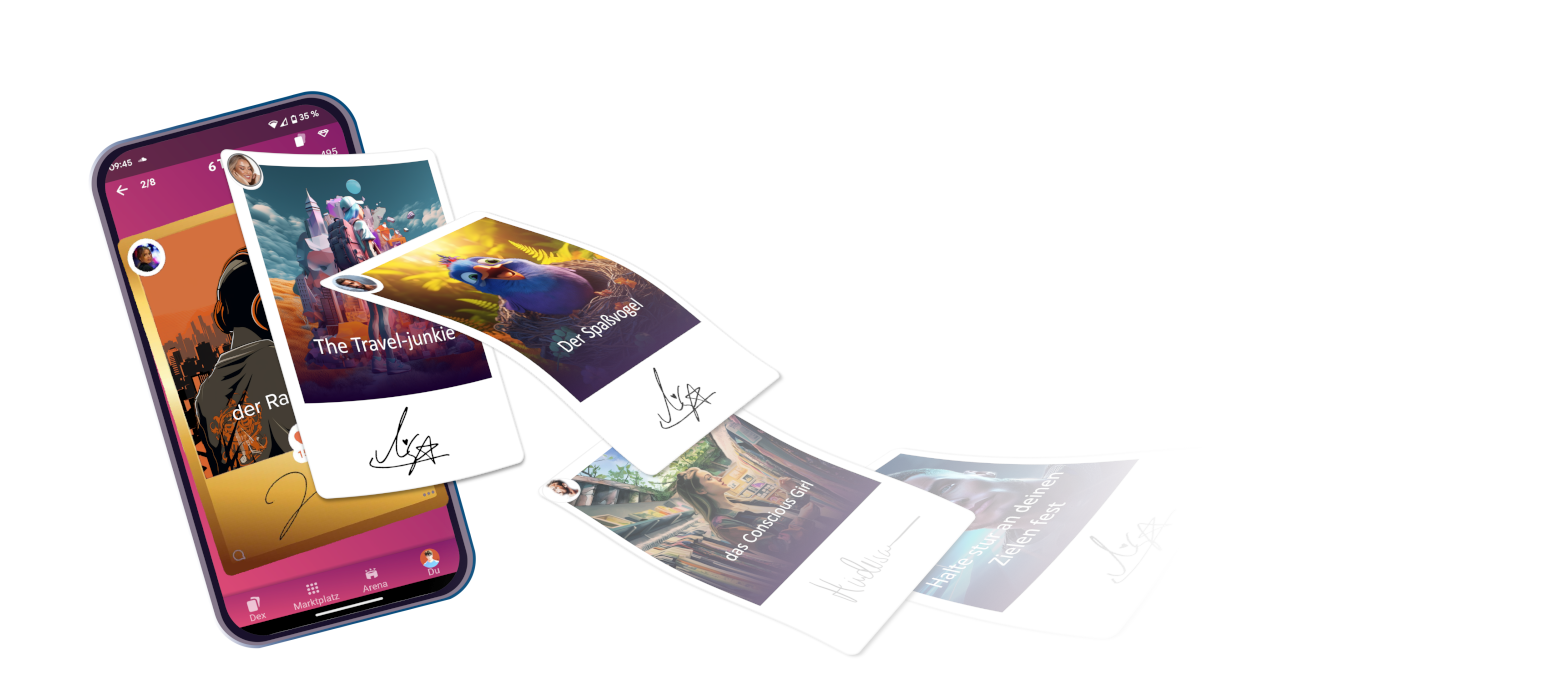 09:45
35 %
2/8
6
495
der Ra
The Travel-junkie
Der Spaßvogel
das Conscious Girl
Halte stur an deinen
Zielen fest
Dex
Marktplatz
Arena
Du